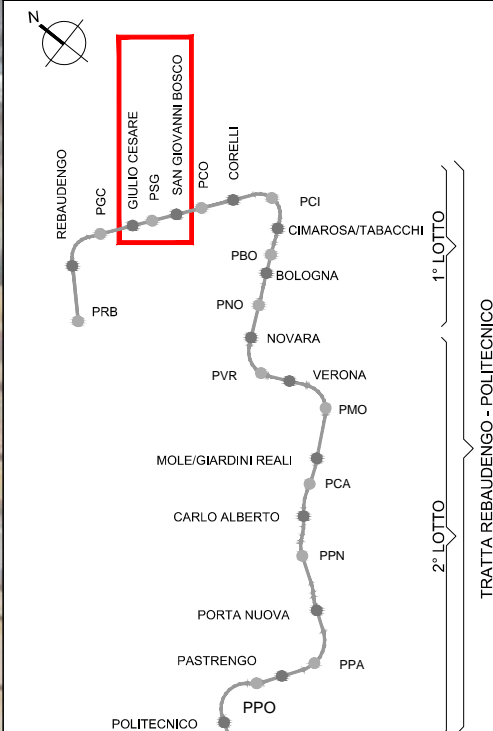 N
REBAUDENGO
PGC
GIULIO CESARE
PSG
SAN GIOVANNI BOSCO
PCO
CORELLI
PCI
CIMAROSA/TABACCHI
PBO
BOLOGNA
PRB
PNO
NOVARA
PVR
VERONA
PMO
MOLE/GIARDINI REALI
PCA
CARLO ALBERTO
PPN
PORTA NUOVA
PASTRENGO
PPA
PPO
POLITECNICO
1° LOTTO
2° LOTTO
TRATTA REBAUDENGO - POLITECNICO